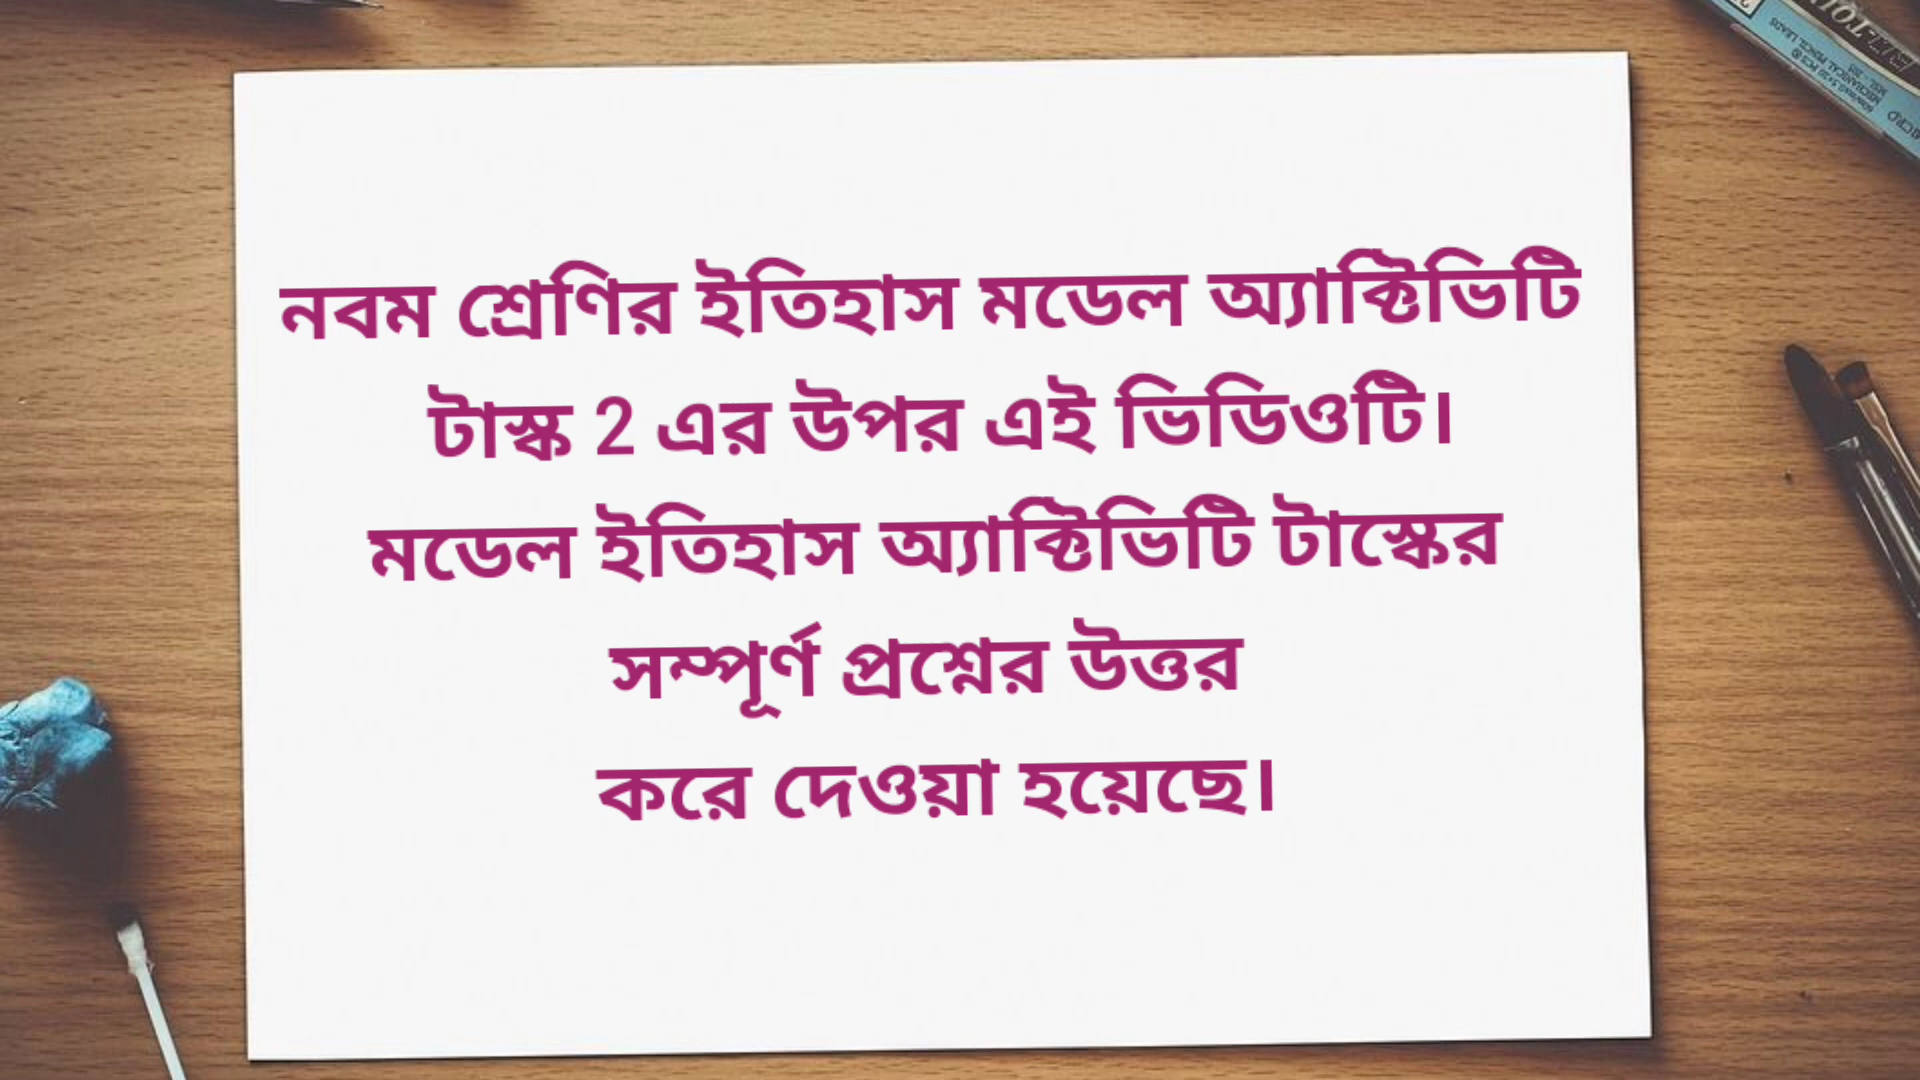 নবম শ্রেণির ইতিহাস মডেল অ্যাক্টিভিটি
টাস্ক 2 এর উপর এই ভিডিওটি।
মডেল ইতিহাস অ্যাক্টিভিটি টাস্কের
সম্পূর্ণ প্রশ্নের উত্তর
করে দেওয়া হয়েছে।